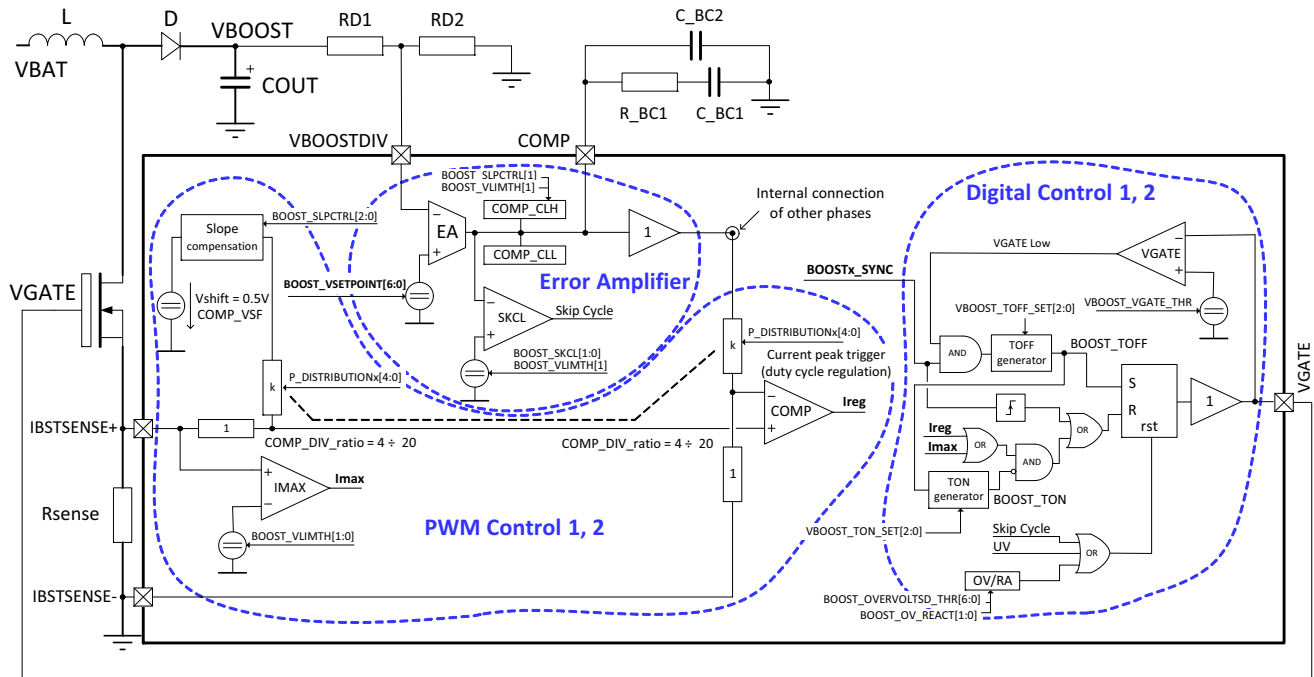 L
D
VBOOST
RD1
RD2
C_BC2
VBAT
+
COUT
R_BC1
C_BC1
VBOOSTDIV
COMP
BOOST_SLPCTRL[1]
BOOST_VLIMTH[1]
Internal connection
of other phases
Digital Control 1, 2
BOOST_SLPCTRL[2:0]
Slope
compensation
−
EA
+
COMP_CLH
COMP_CLL
1
Error Amplifier
VGATE Low
−
VGATE
+
BOOSTx_SYNC
VGATE
Vshift = 0.5V
COMP_VSF
BOOST_VSETPOINT[6:0]
−
SKCL
+
Skip Cycle
VBOOST_VGATE_THR
VBOOST_TOFF_SET[2:0]
BOOST_TOFF
AND
TOFF
generator
P_DISTRIBUTIONx[4:0]
k
BOOST_SKCL[1:0]
BOOST_VLIMTH[1]
Current peak trigger
(duty cycle regulation)
P_DISTRIBUTIONx[4:0]
k
−
COMP
+
Ireg
S
R
rst
1
VGATE
IBSTSENSE+
1
COMP_DIV_ratio = 4 ÷ 20
COMP_DIV_ratio = 4 ÷ 20
Ireg
Imax
OR
OR
AND
+
IMAX
−
Imax
1
TON
generator
BOOST_TON
Rsense
PWM Control 1, 2
VBOOST_TON_SET[2:0]
BOOST_VLIMTH[1:0]
Skip Cycle
UV
OR
OV/RA
IBSTSENSE-
BOOST_OVERVOLTSD_THR[6:0]
BOOST_OV_REACT[1:0]